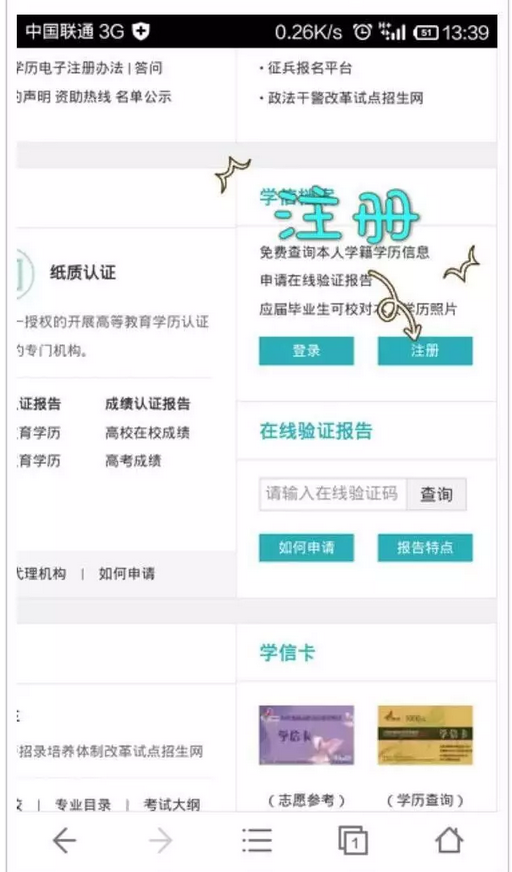 中国联通 3G 0.26K/s 51 13:39
学历电子注册办法 | 答问
的声明 资助热线 名单公示
·征兵报名平台
·政法干警改革试点招生网
学信档案
注册
免费查询本人学籍学历信息
申请在线验证报告
应届毕业生可校对本人学历照片
登录 注册
纸质认证
一授权的开展高等教育学历认证
的专门机构。
证报告 成绩认证报告
育学历 高校在校成绩
育学历 高考成绩
代理机构 | 如何申请
在线验证报告
请输入在线验证码 查询
如何申请 报告特点
学信卡
学信卡 学信卡
(志愿参考) (学历查询)
招录培养体制改革试点招生网
| 专业目录 | 考试大纲
1